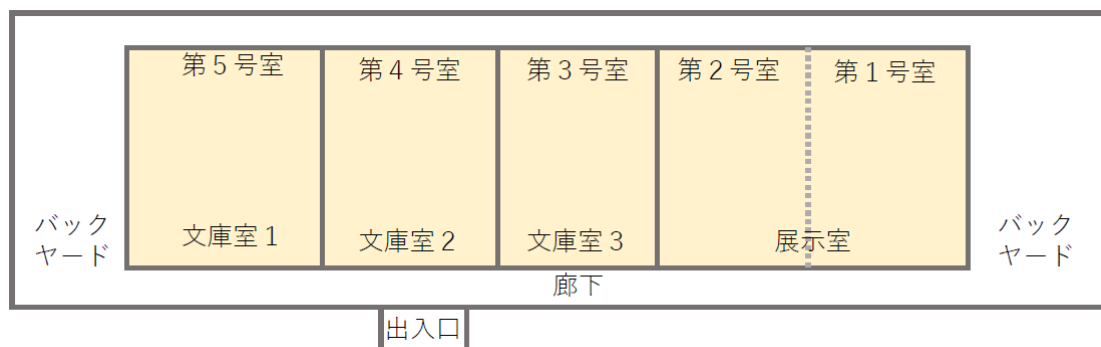 第５号室
第４号室
第３号室
第２号室
第１号室
バック
ヤード
文庫室１
文庫室２
文庫室３
展示室
バック
ヤード
廊下
出入口